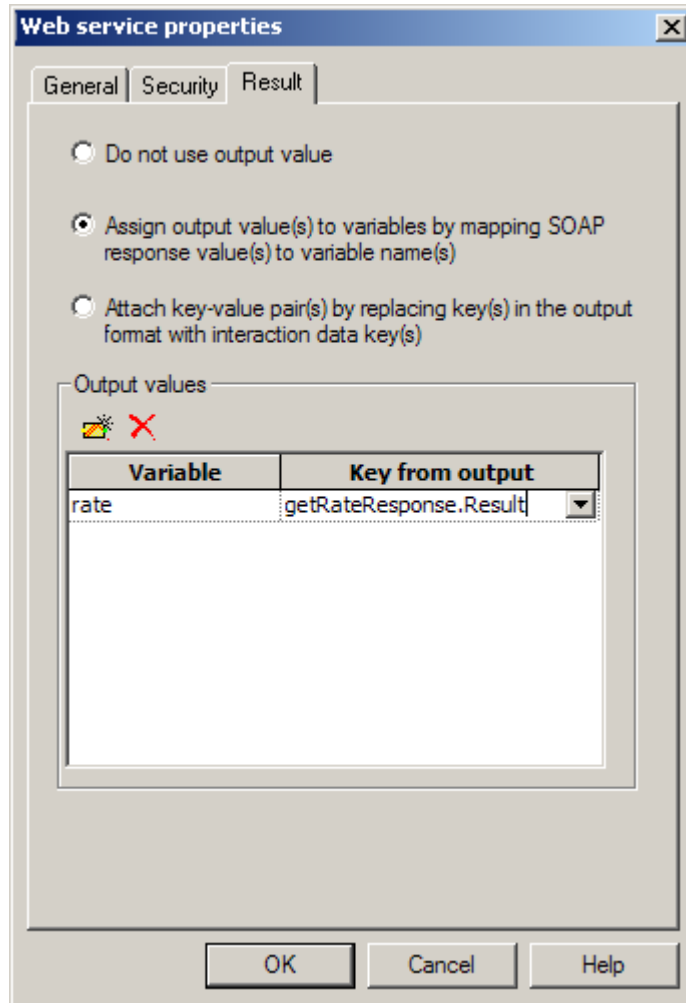 Web service properties
General Security Result
Do not use output value
Assign output value(s) to variables by mapping SOAP
response value(s) to variable name(s)
Attach key-value pair(s) by replacing key(s) in the output
format with interaction data key(s)
Output values
Variable Key from output
rate getRateResponse.Result
OK Cancel Help